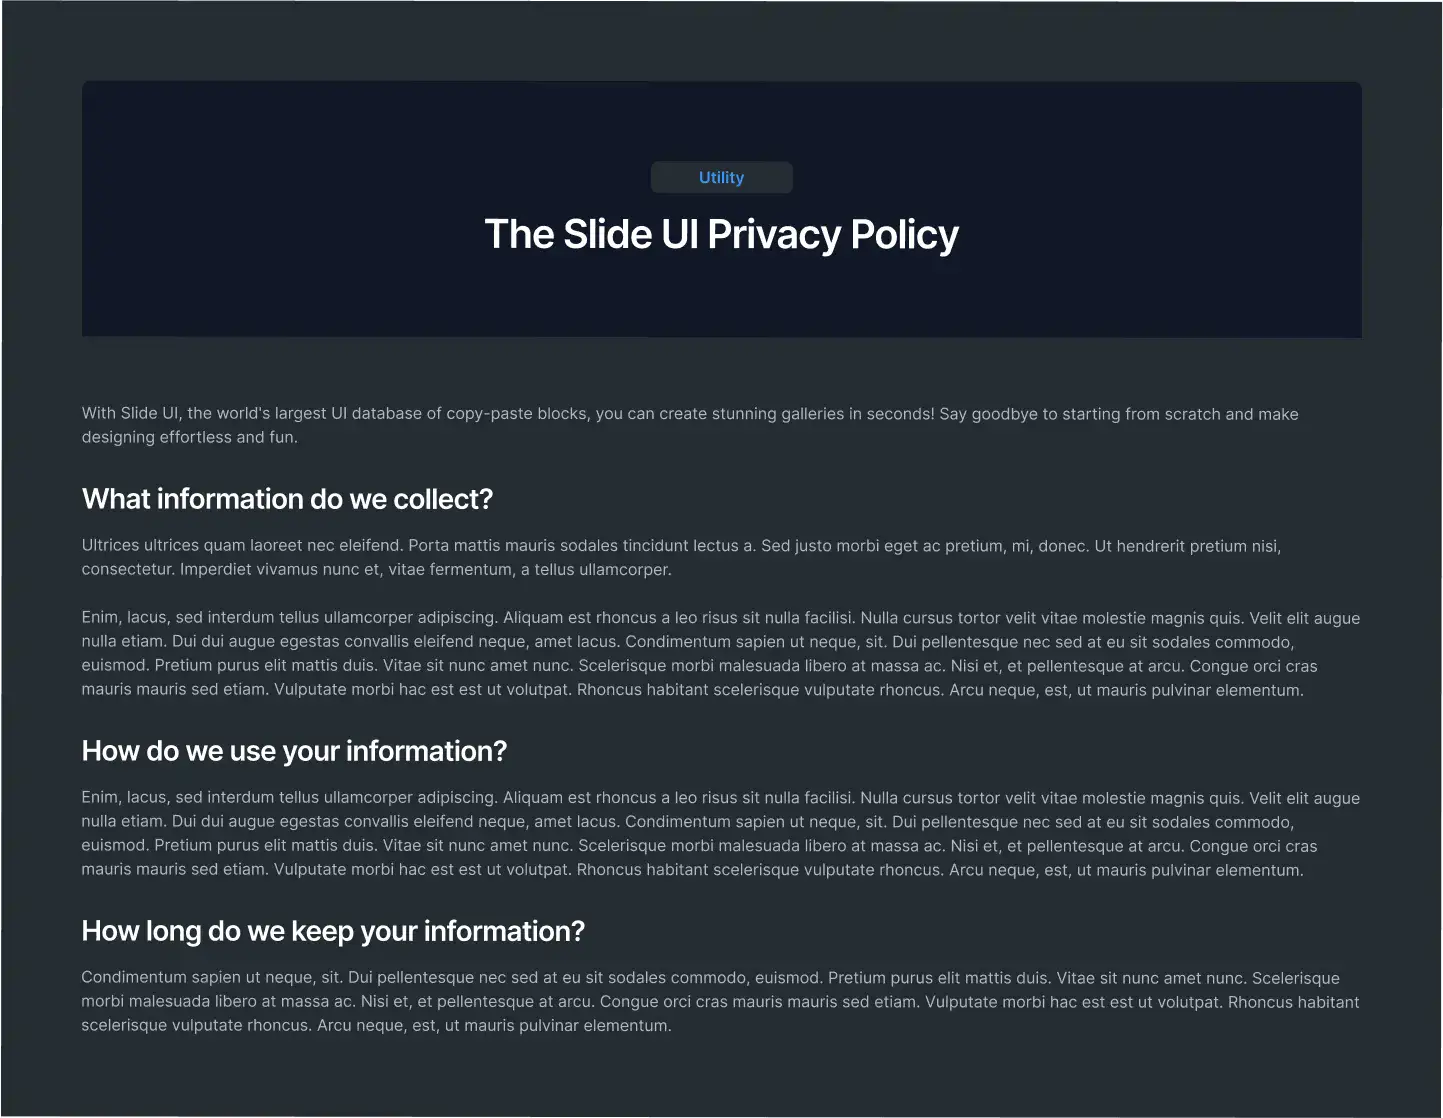 Utility
The Slide UI Privacy Policy
With Slide UI, the world's largest UI database of copy-paste blocks, you can create stunning galleries in seconds! Say goodbye to starting from scratch and make
designing effortless and fun.
What information do we collect?
Ultrices ultrices quam laoreet nec eleifend. Porta mattis mauris sodales tincidunt lectus a. Sed justo morbi eget ac pretium, mi, donec. Ut hendrerit pretium nisi,
consectetur. Imperdiet vivamus nunc et, vitae fermentum, a tellus ullamcorper.
Enim, lacus, sed interdum tellus ullamcorper adipiscing. Aliquam est rhoncus a leo risus sit nulla facilisi. Nulla cursus tortor velit vitae molestie magnis quis. Velit elit augue
nulla etiam. Dui dui augue egestas convallis eleifend neque, amet lacus. Condimentum sapien ut neque, sit. Dui pellentesque nec sed at eu sit sodales commodo,
euismod. Pretium purus elit mattis duis. Vitae sit nunc amet nunc. Scelerisque morbi malesuada libero at massa ac. Nisi et, et pellentesque at arcu. Congue orci cras
mauris mauris sed etiam. Vulputate morbi hac est est ut volutpat. Rhoncus habitant scelerisque vulputate rhoncus. Arcu neque, est, ut mauris pulvinar elementum.
How do we use your information?
Enim, lacus, sed interdum tellus ullamcorper adipiscing. Aliquam est rhoncus a leo risus sit nulla facilisi. Nulla cursus tortor velit vitae molestie magnis quis. Velit elit augue
nulla etiam. Dui dui augue egestas convallis eleifend neque, amet lacus. Condimentum sapien ut neque, sit. Dui pellentesque nec sed at eu sit sodales commodo,
euismod. Pretium purus elit mattis duis. Vitae sit nunc amet nunc. Scelerisque morbi malesuada libero at massa ac. Nisi et, et pellentesque at arcu. Congue orci cras
mauris mauris sed etiam. Vulputate morbi hac est est ut volutpat. Rhoncus habitant scelerisque vulputate rhoncus. Arcu neque, est, ut mauris pulvinar elementum.
How long do we keep your information?
Condimentum sapien ut neque, sit. Dui pellentesque nec sed at eu sit sodales commodo, euismod. Pretium purus elit mattis duis. Vitae sit nunc amet nunc. Scelerisque
morbi malesuada libero at massa ac. Nisi et, et pellentesque at arcu. Congue orci cras mauris mauris sed etiam. Vulputate morbi hac est est ut volutpat. Rhoncus habitant
scelerisque vulputate rhoncus. Arcu neque, est, ut mauris pulvinar elementum.